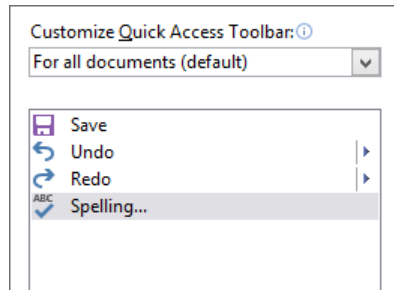 Customize Quick Access Toolbar:
For all documents (default)
Save
Undo
Redo
ABC
Spelling...